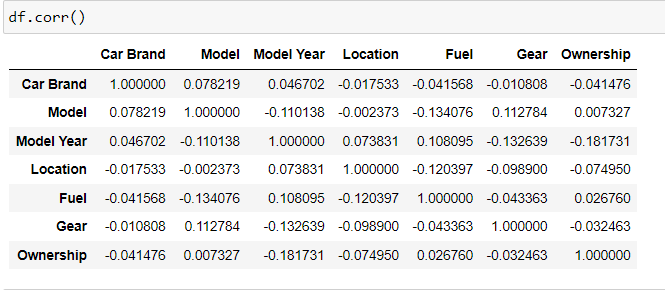 df.corr()
Car Brand Model Model Year Location Fuel Gear Ownership
Car Brand 1.000000 0.078219 0.046702 -0.017533 -0.041568 -0.010808 -0.041476
Model 0.078219 1.000000 -0.110138 -0.002373 -0.134076 0.112784 0.007327
Model Year 0.046702 -0.110138 1.000000 0.073831 0.108095 -0.132639 -0.181731
Location -0.017533 -0.002373 0.073831 1.000000 -0.120397 -0.098900 -0.074950
Fuel -0.041568 -0.134076 0.108095 -0.120397 1.000000 -0.043363 0.026760
Gear -0.010808 0.112784 -0.132639 -0.098900 -0.043363 1.000000 -0.032463
Ownership -0.041476 0.007327 -0.181731 -0.074950 0.026760 -0.032463 1.000000